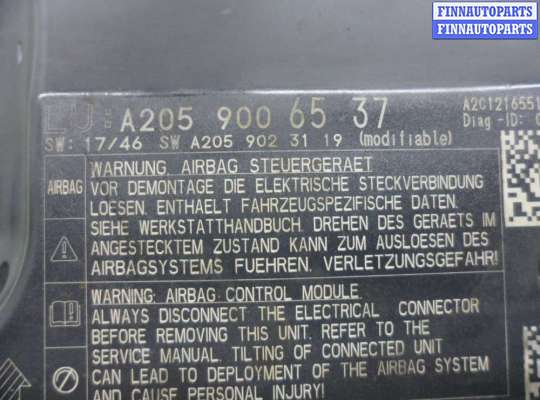 FINNAUTOPARTS
FINNAUTOPARTS
A205 900 65 37
A2C1216551
SW: 17/46 SW A205 902 31 19 (modifiable)
Diag-ID:
AIRBAG
WARNUNG. AIRBAG STEUERGERAET
VOR DEMONTAGE DIE ELEKTRISCHE STECKVERBINDUNG
LOESEN. ENTHAELT FAHRZEUGSPEZIFISCHE DATEN.
SIEHE WERKSTATTHANDBUCH. DREHEN DES GERAETS IM
ANGESTECKTEM ZUSTAND KANN ZUM AUSLOESEN DES
AIRBAGSYSTEMS FUEHREN. VERLETZUNGSGEFAHR!
WARNING: AIRBAG CONTROL MODULE.
ALWAYS DISCONNECT THE ELECTRICAL CONNECTOR
BEFORE REMOVING THIS UNIT. REFER TO THE
SERVICE MANUAL. TILTING OF CONNECTED UNIT
CAN LEAD TO DEPLOYMENT OF THE AIRBAG SYSTEM
AND CAUSE PERSONAL INJURY!